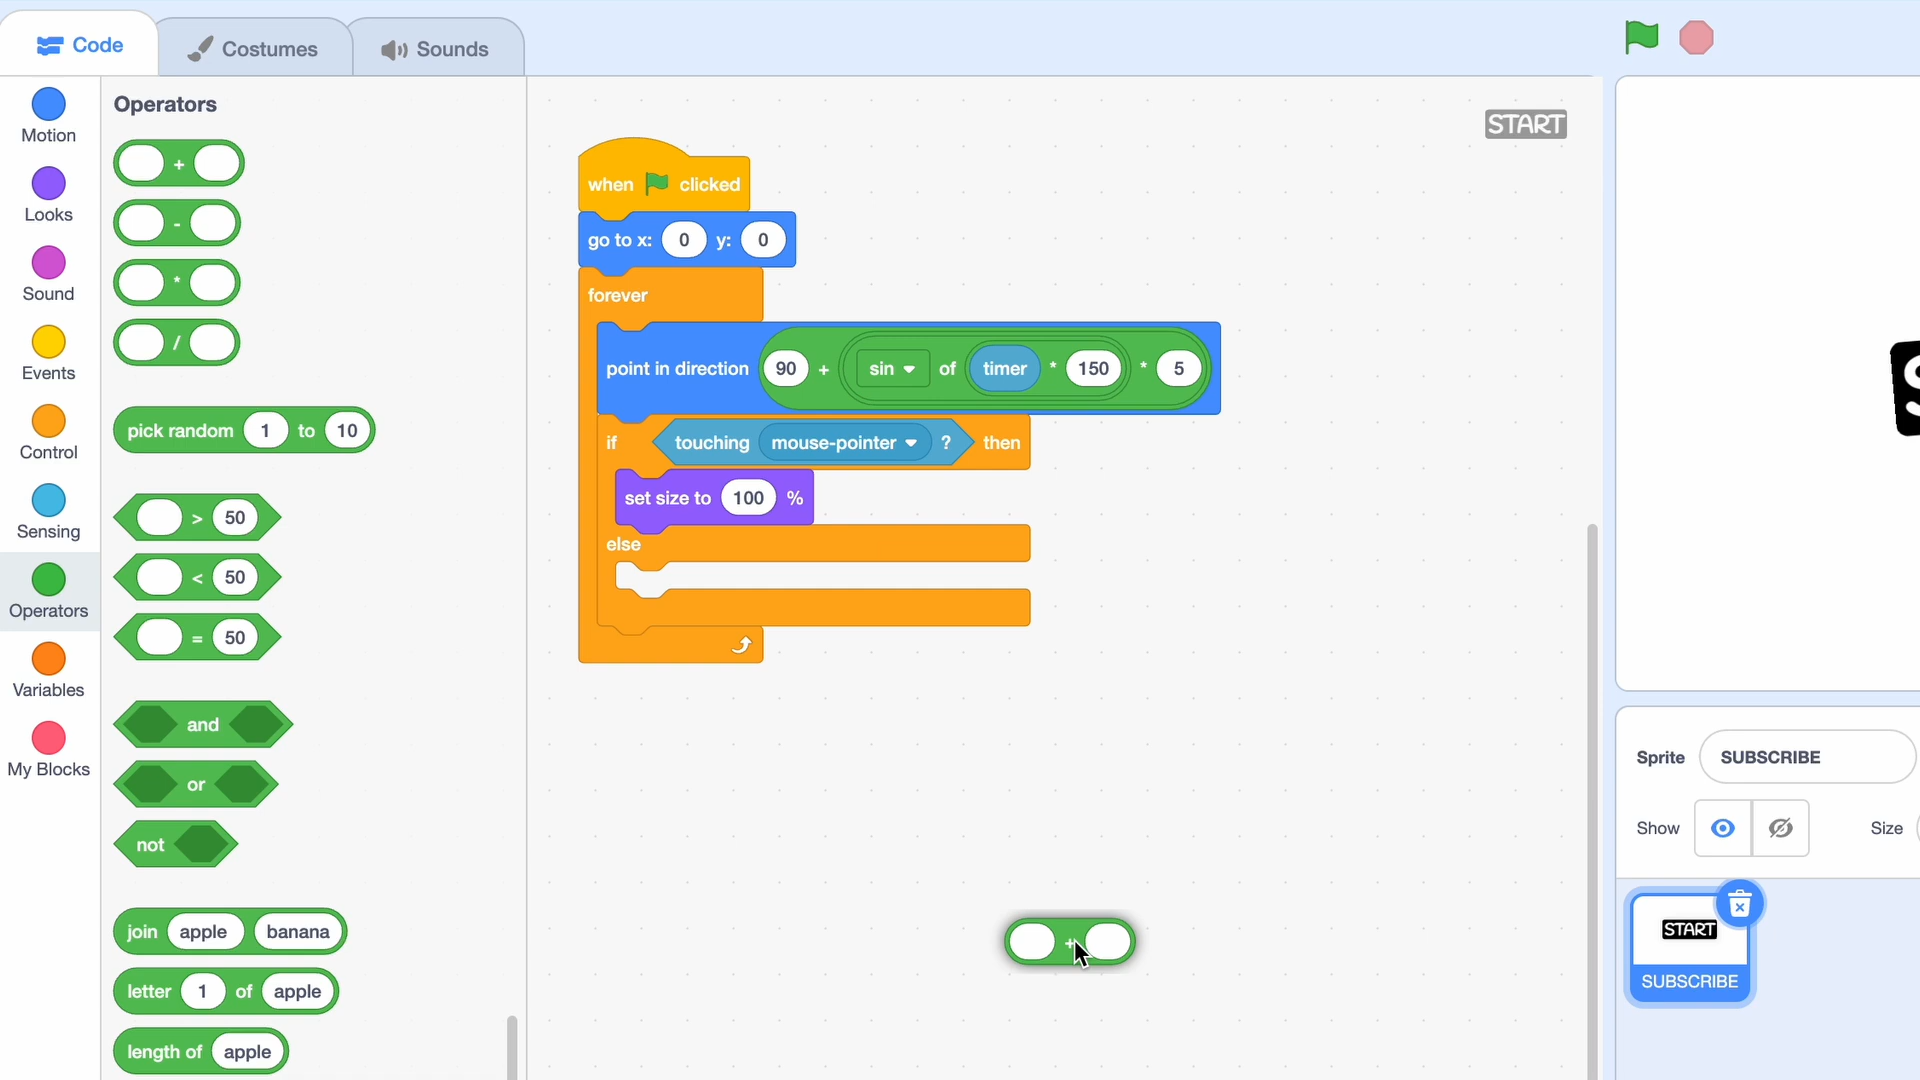 Code
Costumes
Sounds
Motion
Looks
Sound
Events
Control
Sensing
Operators
Variables
My Blocks
Operators
+
-
*
/
pick random 1 to 10
> 50
< 50
= 50
and
or
not
join apple banana
letter 1 of apple
length of apple
START
when clicked
go to x: 0 y: 0
forever
point in direction 90 + sin of timer * 150 * 5
if touching mouse-pointer ? then
set size to 100 %
else
+
S
Sprite SUBSCRIBE
Show Size
START
SUBSCRIBE